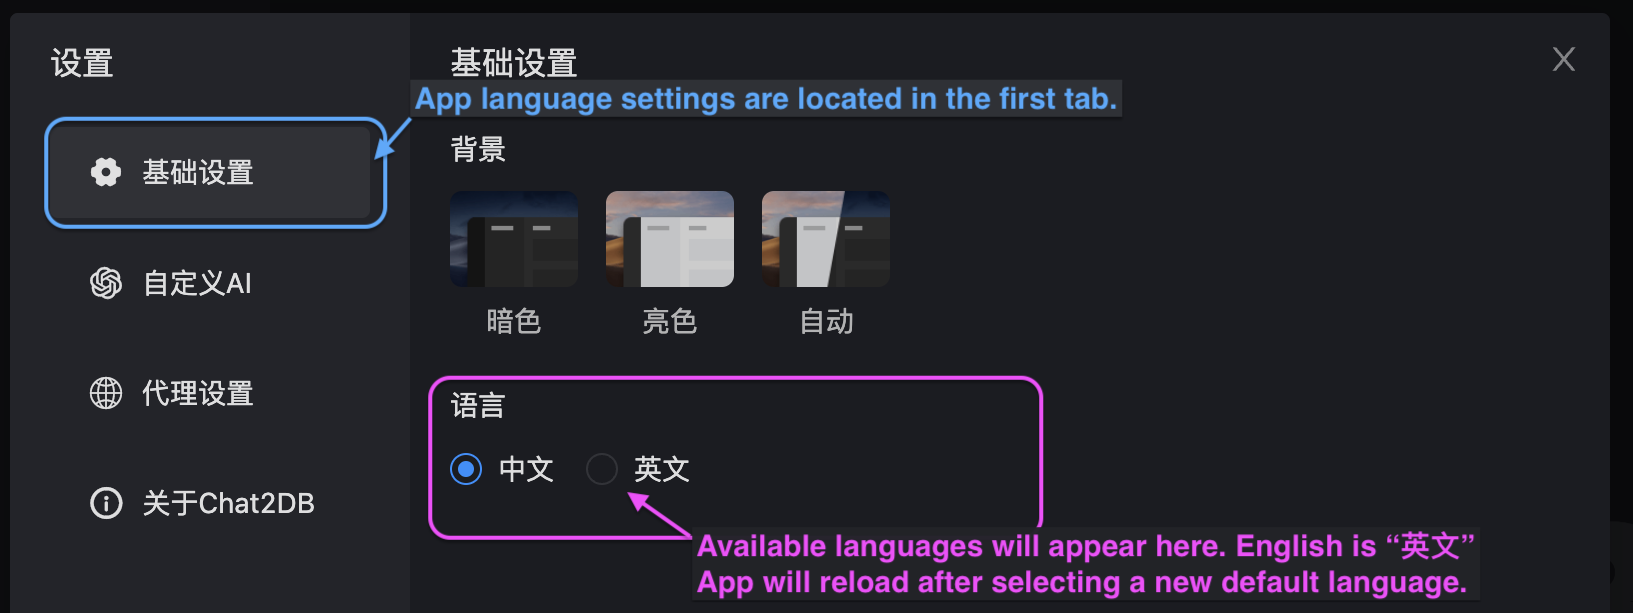 设置
基础设置
自定义AI
代理设置
关于Chat2DB
基础设置
App language settings are located in the first tab.
背景
暗色
亮色
自动
语言
中文
英文
Available languages will appear here. English is “英文”
App will reload after selecting a new default language.